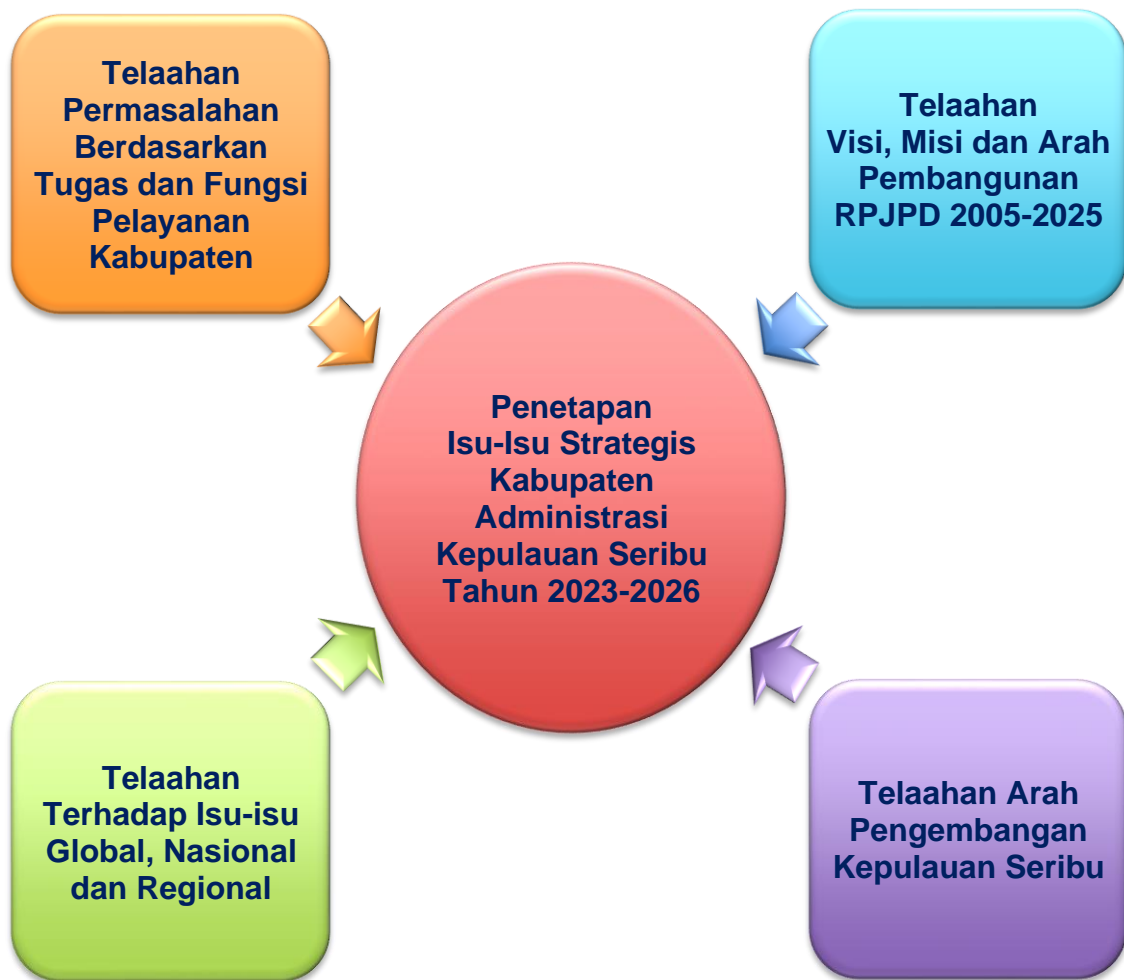 Telaahan
Permasalahan
Berdasarkan
Tugas dan Fungsi
Pelayanan
Kabupaten
Telaahan
Visi, Misi dan Arah
Pembangunan
RPJPD 2005-2025
Penetapan
Isu-Isu Strategis
Kabupaten
Administrasi
Kepulauan Seribu
Tahun 2023-2026
Telaahan
Terhadap Isu-isu
Global, Nasional
dan Regional
Telaahan Arah
Pengembangan
Kepulauan Seribu